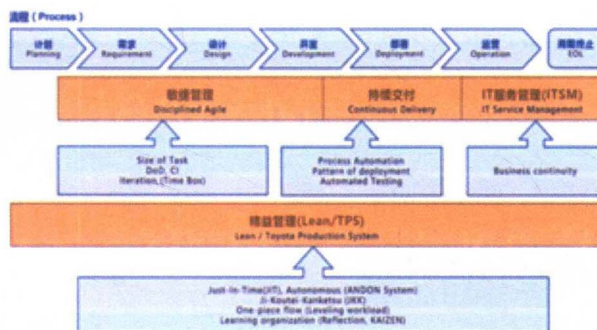 流程 (Process)
计划
Planning
需求
Requirement
设计
Design
开发
Development
部署
Deployment
运营
Operation
周期终止
EOL
敏捷管理
Disciplined Agile
持续交付
Continuous Delivery
IT服务管理(ITSM)
IT Service Management
Size of Task
DoD, CI
Iteration, (Time Box)
Process Automation
Pattern of deployment
Automated Testing
Business continuity
精益管理(Lean/TPS)
Lean / Toyota Production System
Just-In-Time(JIT), Autonomous (ANDON System)
Ji-Koutei-Kanketsu (JKK)
One-piece flow (Leveling workload)
Learning organization (Reflection, KAIZEN)